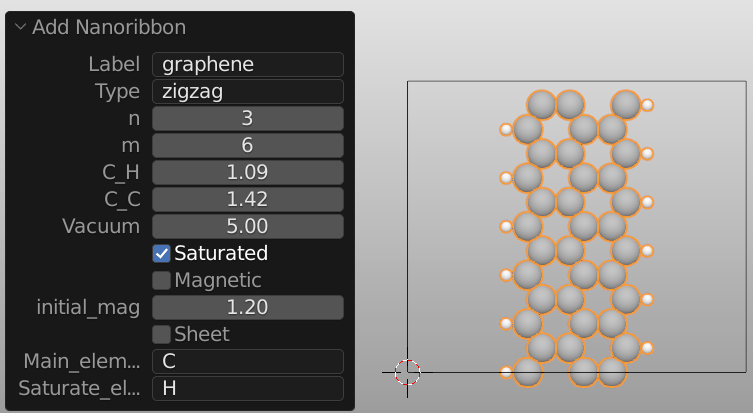 Add Nanoribbon
Label graphene
Type zigzag
n 3
m 6
C_H 1.09
C_C 1.42
Vacuum 5.00
Saturated
Magnetic
initial_mag 1.20
Sheet
Main_elem... C
Saturate_el... H